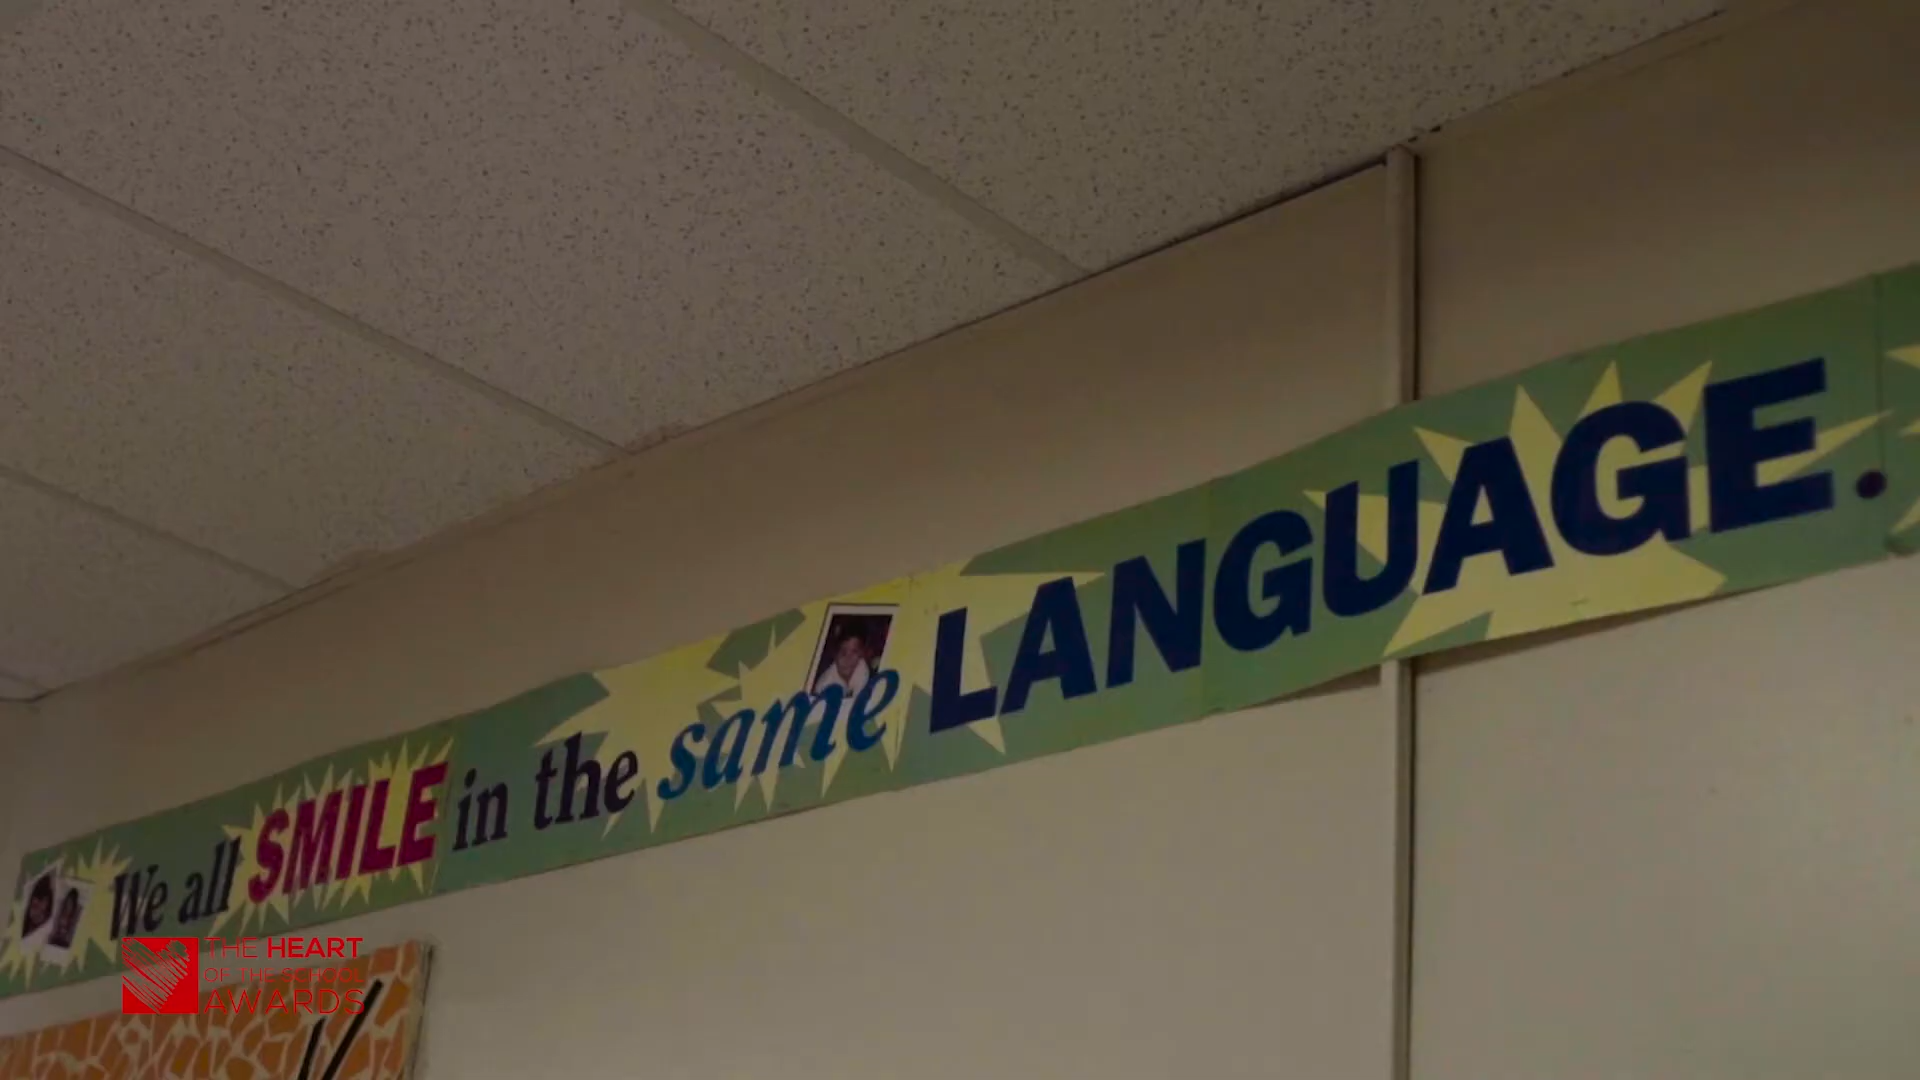 We all SMILE in the same LANGUAGE.
THE HEART
OF THE SCHOOL
AWARDS